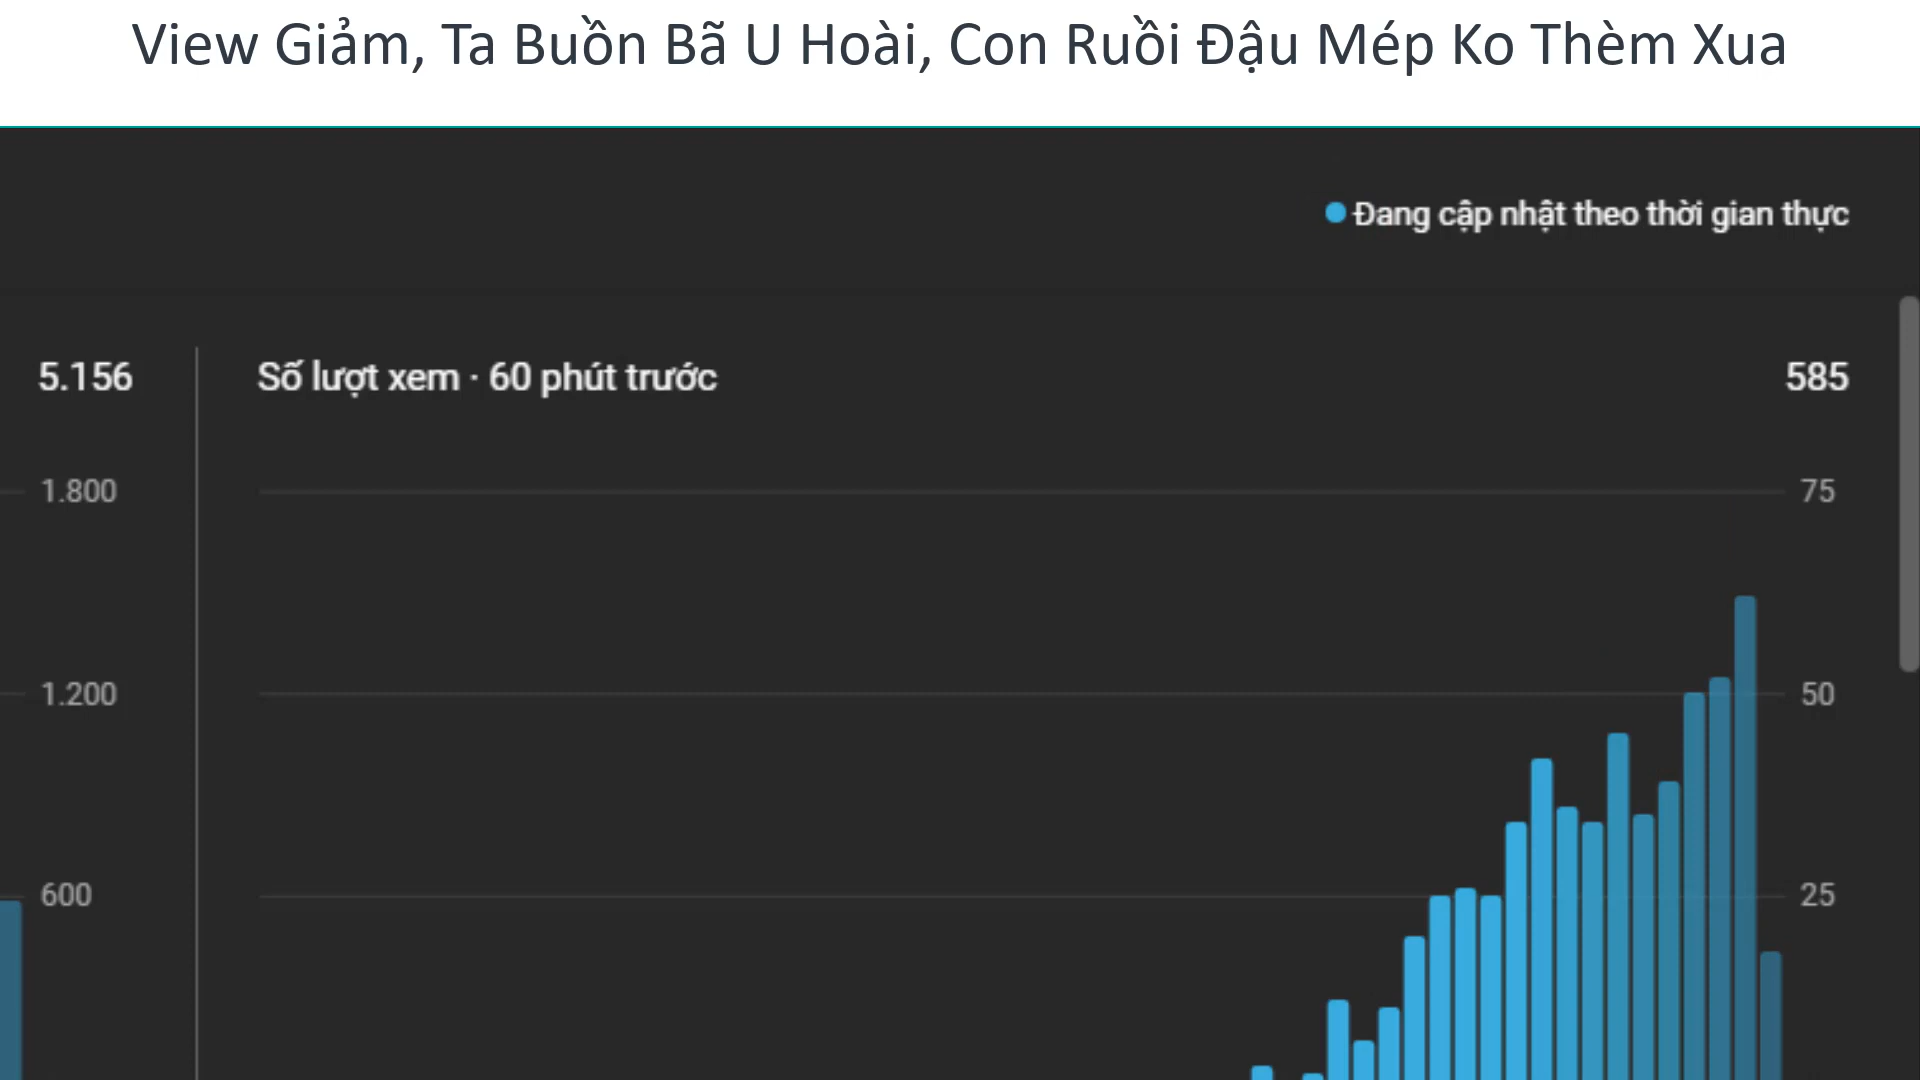 View Giảm, Ta Buồn Bã U Hoài, Con Ruồi Đậu Mép Ko Thèm Xua
Đang cập nhật theo thời gian thực
5.156
Số lượt xem · 60 phút trước
585
1.800
75
1.200
50
600
25